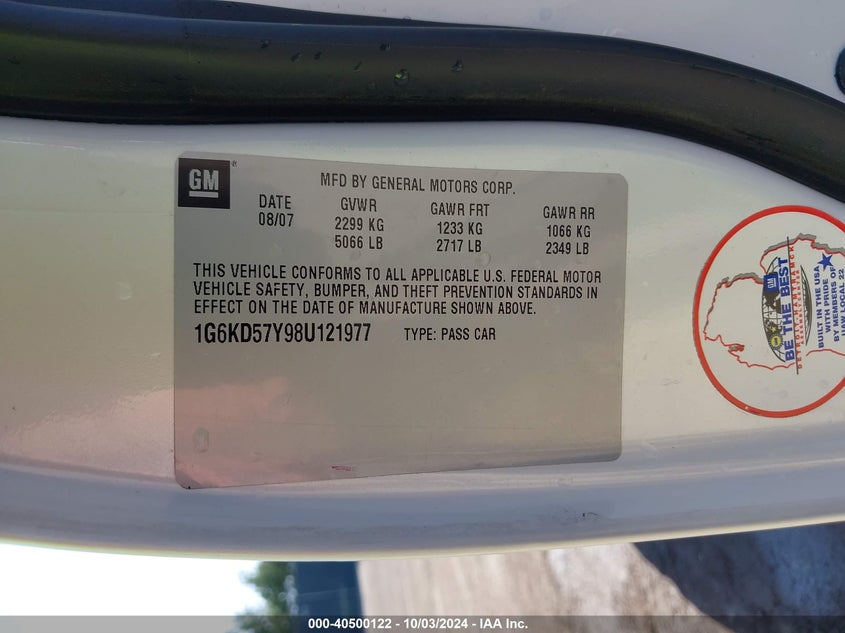 GM
MFD BY GENERAL MOTORS CORP.
DATE GVWR GAWR FRT GAWR RR
08/07 2299 KG 1233 KG 1066 KG
5066 LB 2717 LB 2349 LB
THIS VEHICLE CONFORMS TO ALL APPLICABLE U.S. FEDERAL MOTOR
VEHICLE SAFETY, BUMPER, AND THEFT PREVENTION STANDARDS IN
EFFECT ON THE DATE OF MANUFACTURE SHOWN ABOVE.
1G6KD57Y98U121977 TYPE: PASS CAR
GM
BE THE BEST
BUILT IN THE USA
WITH PRIDE
BY MEMBERS OF
UAW LOCAL 22
000-40500122 - 10/03/2024 - IAA Inc.